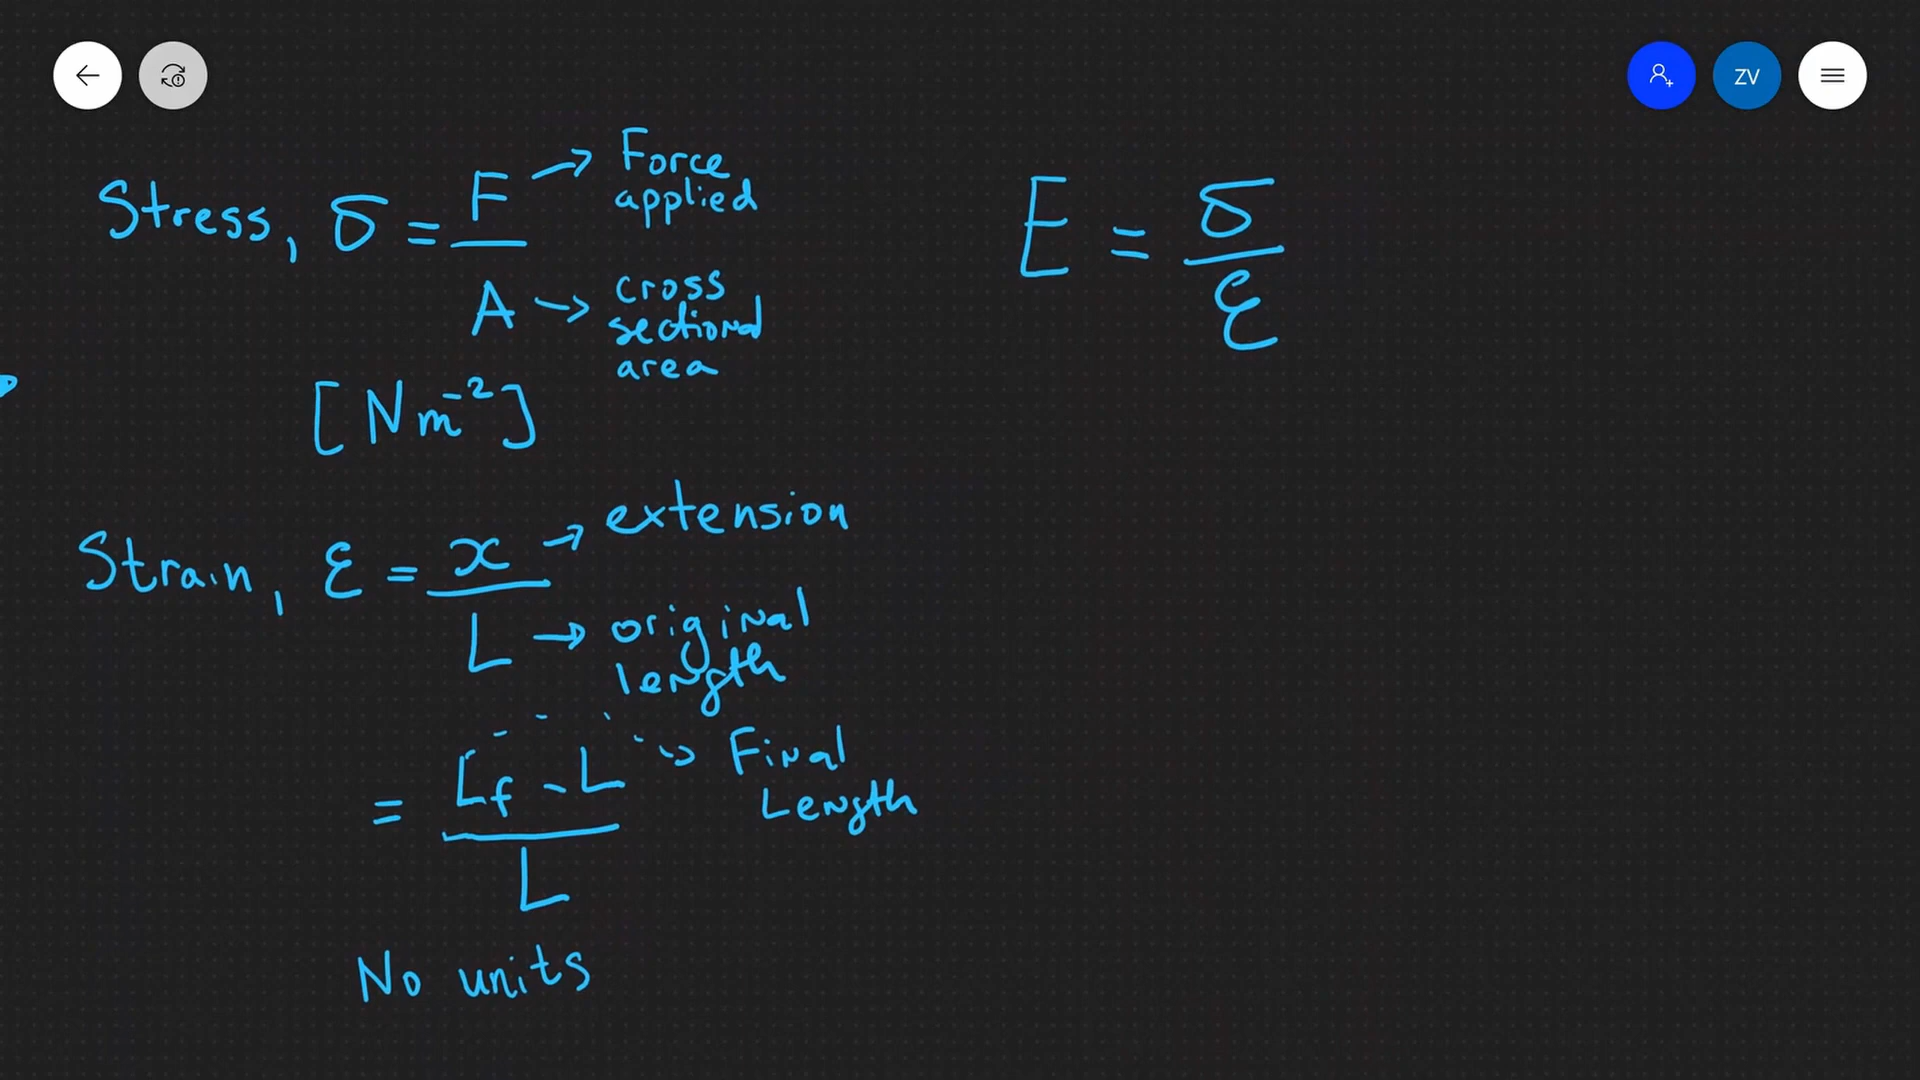 ZV
Stress, σ = F/A
F → Force applied
A → cross sectional area
[Nm⁻²]
Strain, ε = x/L
x → extension
L → original length
= (Lf - L)/L
→ Final Length
No units
E = σ/ε